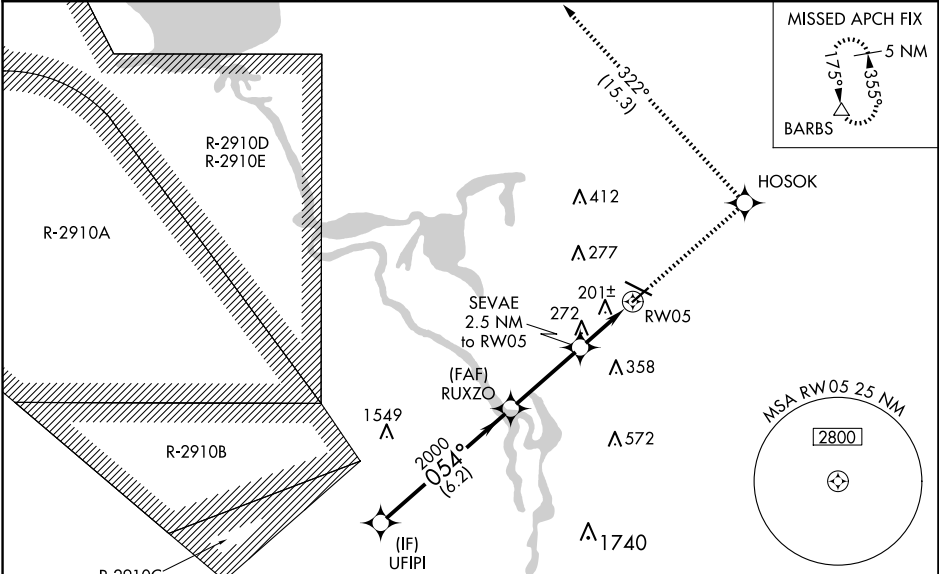 MISSED APCH FIX
5 NM
175°
355°
BARBS
322°
(15.3)
R-2910D
R-2910E
HOSOK
412
R-2910A
277
SEVAE
2.5 NM
to RW05
272
201±
RW05
(FAF)
RUXZO
358
MSA RW05 25 NM
2800
1549
572
R-2910B
2000
054°
(6.2)
(IF)
UFIPI
1740
R-2910C